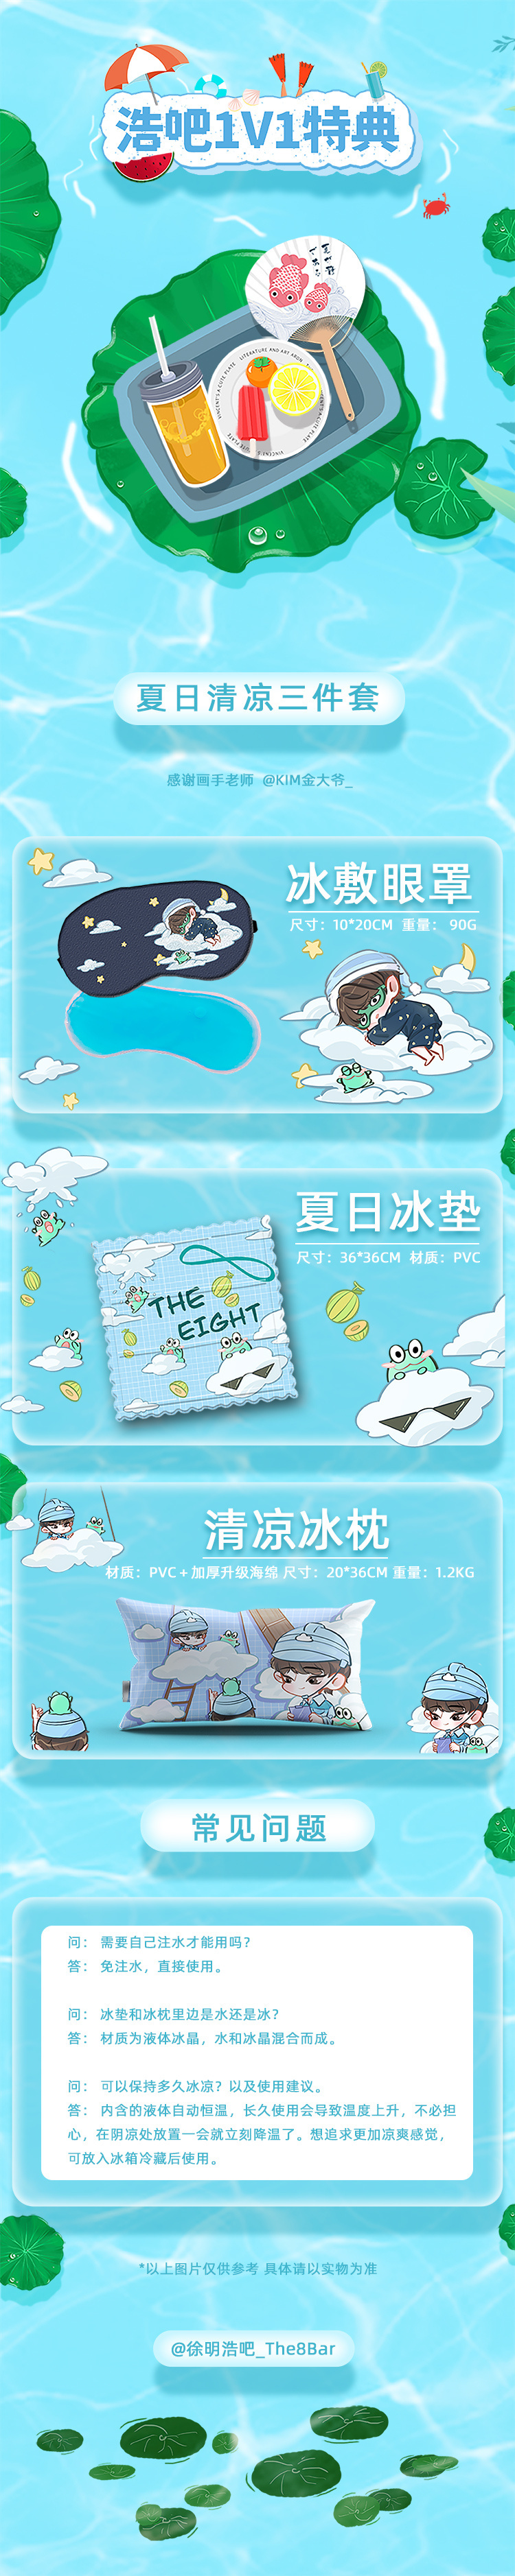 浩吧1V1特典
LITERATURE AND ART ARON
VINCENT'S A CUTE PLATE
夏日清凉三件套
感谢画手老师 @KIM金大爷_
冰敷眼罩
尺寸：10*20CM 重量： 90G
夏日冰垫
尺寸：36*36CM 材质：PVC
THE
EIGHT
清凉冰枕
材质：PVC＋加厚升级海绵 尺寸：20*36CM 重量：1.2KG
常见问题
问： 需要自己注水才能用吗?
答： 免注水，直接使用。
问： 冰垫和冰枕里边是水还是冰?
答： 材质为液体冰晶，水和冰晶混合而成。
问： 可以保持多久冰凉？以及使用建议。
答： 内含的液体自动恒温，长久使用会导致温度上升，不必担
心，在阴凉处放置一会就立刻降温了。想追求更加凉爽感觉，
可放入冰箱冷藏后使用。
*以上图片仅供参考 具体请以实物为准
@徐明浩吧_The8Bar